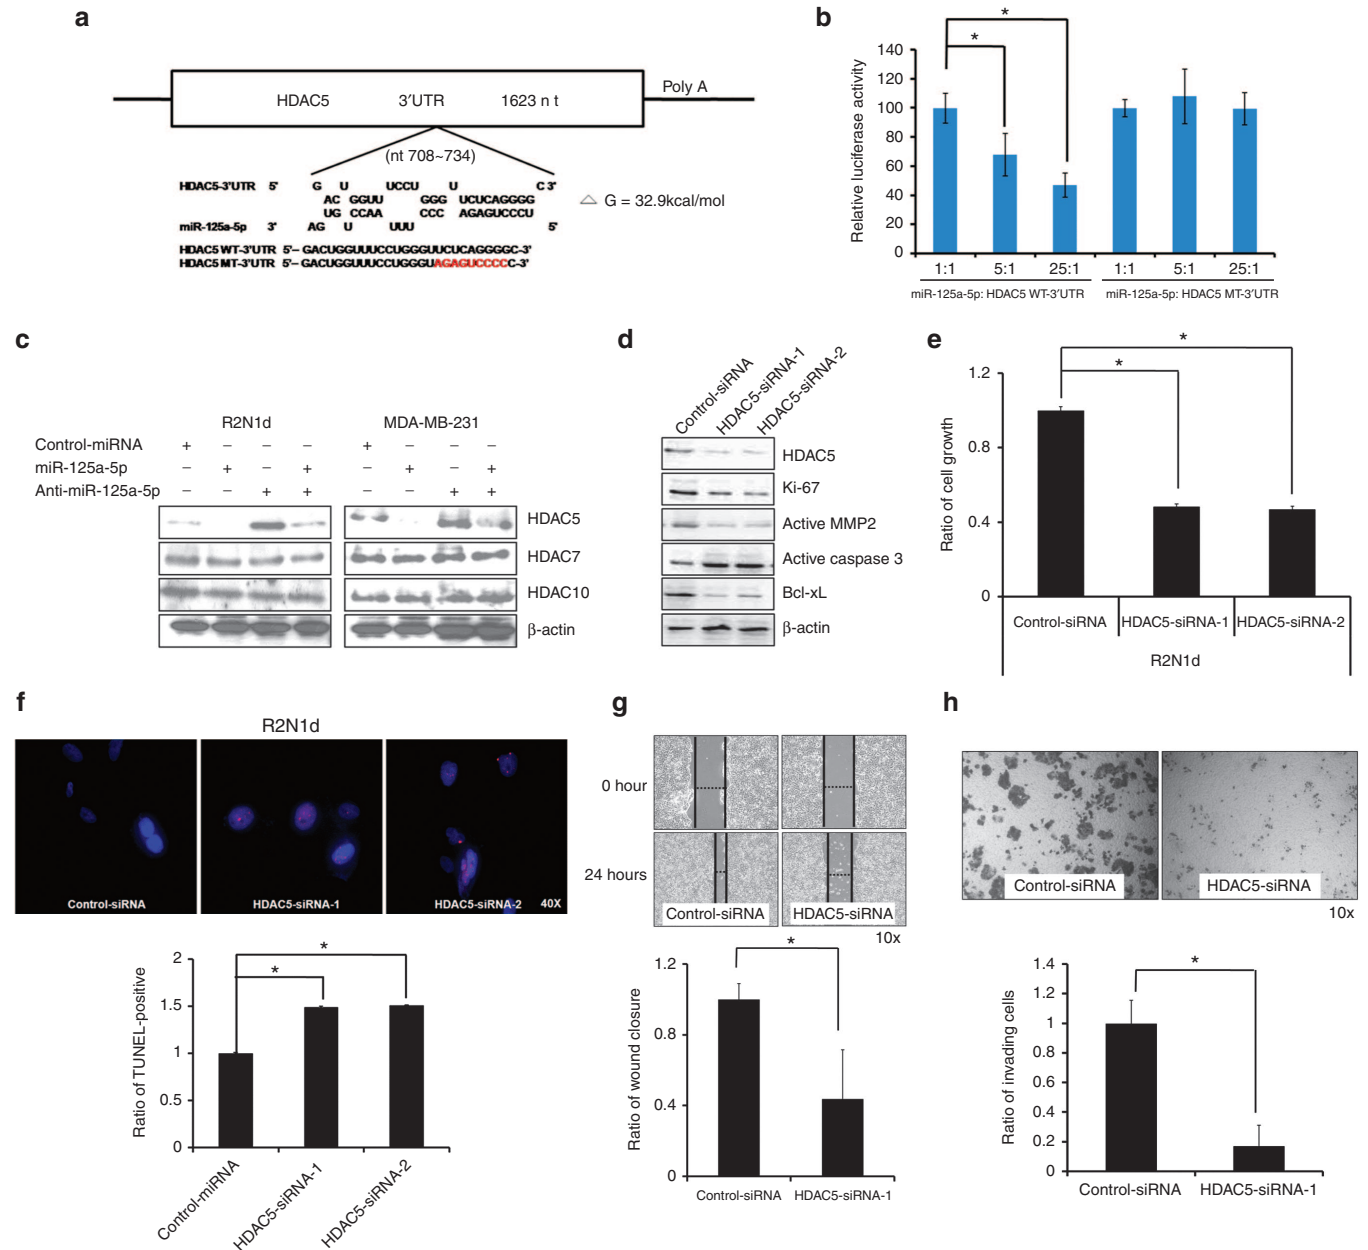 a
HDAC5 3′UTR 1623 n t
Poly A
(nt 708~734)
HDAC5-3'UTR 5' G U UCCU U C 3'
AC GGUU GGG UCUCAGGGG
UG CCAA CCC AGAGUCCCU
miR-125a-5p 3' AG U UUU 5'
△ G = 32.9kcal/mol
HDAC5 WT-3'UTR 5'– GACUGGUUUCCUGGGUUCUCAGGGGC-3'
HDAC5 MT-3'UTR 5'– GACUGGUUUCCUGGGUAGAGUCCCCC-3'
b
Relative luciferase activity
140
120
100
80
60
40
20
0
* *
1:1 5:1 25:1 1:1 5:1 25:1
miR-125a-5p: HDAC5 WT-3′UTR miR-125a-5p: HDAC5 MT-3′UTR
c
R2N1d MDA-MB-231
Control-miRNA + – – – + – – –
miR-125a-5p – + – + – + – +
Anti-miR-125a-5p – – + + – – + +
HDAC5
HDAC7
HDAC10
β-actin
d
Control-siRNA
HDAC5-siRNA-1
HDAC5-siRNA-2
HDAC5
Ki-67
Active MMP2
Active caspase 3
Bcl-xL
β-actin
e
Ratio of cell growth
1.2
0.8
0.4
0
* *
Control-siRNA HDAC5-siRNA-1 HDAC5-siRNA-2
R2N1d
f
R2N1d
Control-siRNA HDAC5-siRNA-1 HDAC5-siRNA-2 40X
Ratio of TUNEL-positive
2
1.5
1
0.5
0
* *
Control-miRNA
HDAC5-siRNA-1
HDAC5-siRNA-2
g
0 hour
24 hours
Control-siRNA HDAC5-siRNA
10x
Ratio of wound closure
1.2
0.8
0.4
0
*
Control-siRNA HDAC5-siRNA-1
h
Control-siRNA HDAC5-siRNA
10x
Ratio of invading cells
1.4
1.2
1
0.8
0.6
0.4
0.2
0
*
Control-siRNA HDAC5-siRNA-1